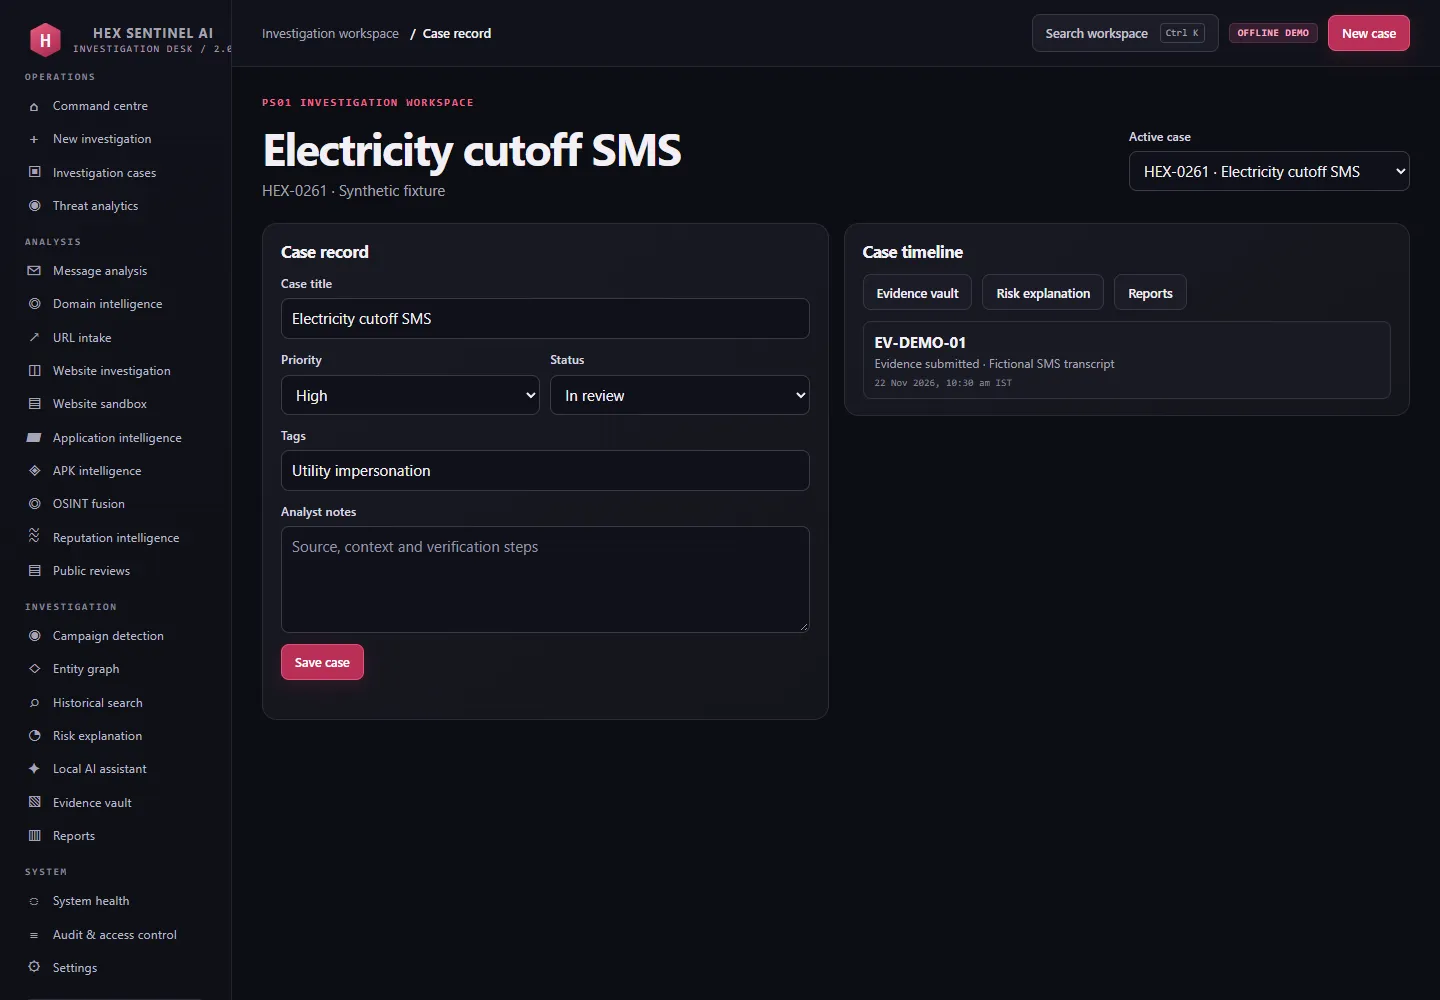 H
HEX SENTINEL AI
INVESTIGATION DESK / 2.0
OPERATIONS
Command centre
New investigation
Investigation cases
Threat analytics
ANALYSIS
Message analysis
Domain intelligence
URL intake
Website investigation
Website sandbox
Application intelligence
APK intelligence
OSINT fusion
Reputation intelligence
Public reviews
INVESTIGATION
Campaign detection
Entity graph
Historical search
Risk explanation
Local AI assistant
Evidence vault
Reports
SYSTEM
System health
Audit & access control
Settings
Investigation workspace / Case record
Search workspace Ctrl K
OFFLINE DEMO
New case
PS01 INVESTIGATION WORKSPACE
Electricity cutoff SMS
HEX-0261 · Synthetic fixture
Active case
HEX-0261 · Electricity cutoff SMS
Case record
Case title
Electricity cutoff SMS
Priority Status
High In review
Tags
Utility impersonation
Analyst notes
Source, context and verification steps
Save case
Case timeline
Evidence vault Risk explanation Reports
EV-DEMO-01
Evidence submitted · Fictional SMS transcript
22 Nov 2026, 10:30 am IST